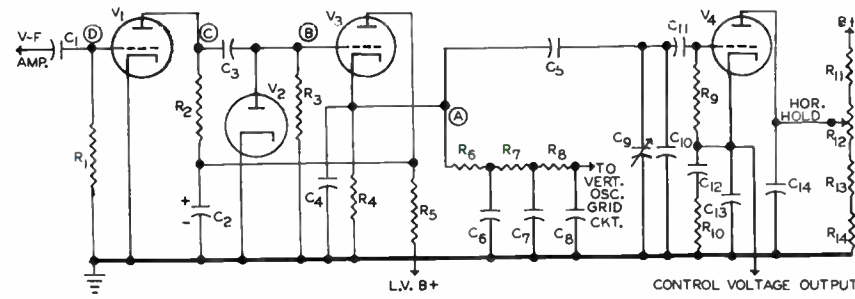 V1
V3
V4
B+
D
V-F
AMP.
C1
C
C3
B
V2
R2
R3
R1
+
-
C2
C4
R4
R5
L.V. B+
A
C5
R6
R7
R8
TO
VERT.
OSC.
GRID
CKT.
C6
C7
C8
C9
C10
C11
R9
C12
R10
C13
C14
HOR.
HOLD
R11
R12
R13
R14
CONTROL VOLTAGE OUTPUT